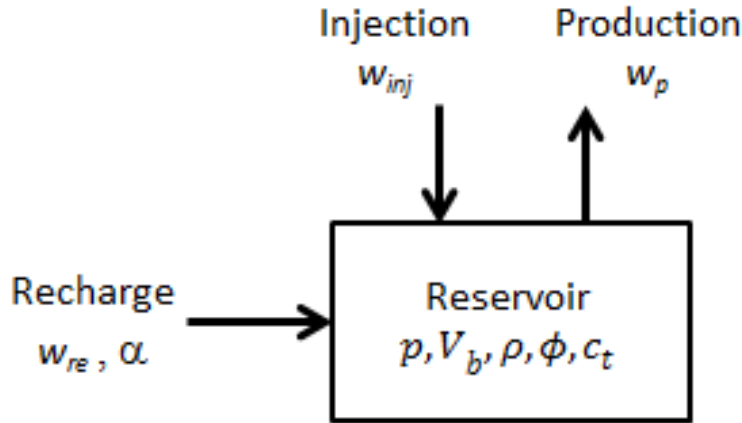 Injection
w_inj
Production
w_p
Recharge
w_re , α
Reservoir
p, V_b, ρ, ϕ, c_t